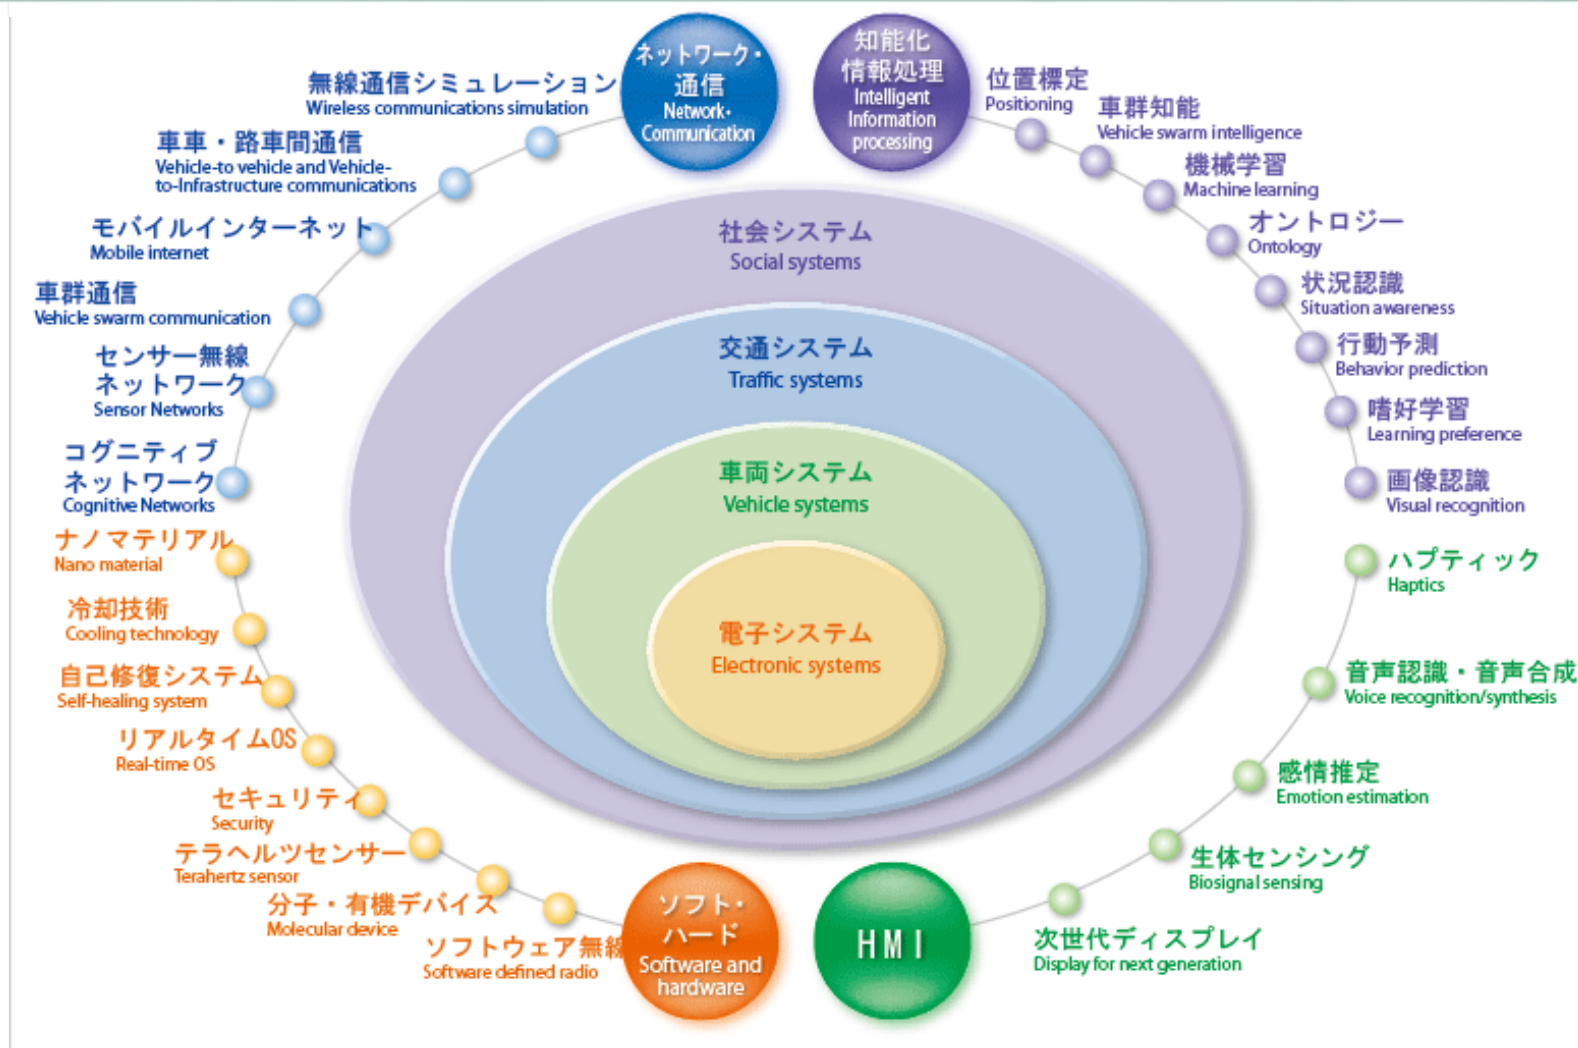 ネットワーク・
通信
Network・
Communication
無線通信シミュレーション
Wireless communications simulation
車車・路車間通信
Vehicle-to vehicle and Vehicle-
to-Infrastructure communications
モバイルインターネット
Mobile internet
車群通信
Vehicle swarm communication
センサー無線
ネットワーク
Sensor Networks
コグニティブ
ネットワーク
Cognitive Networks
知能化
情報処理
Intelligent
Information
processing
位置標定
Positioning
車群知能
Vehicle swarm intelligence
機械学習
Machine learning
オントロジー
Ontology
状況認識
Situation awareness
行動予測
Behavior prediction
嗜好学習
Learning preference
画像認識
Visual recognition
社会システム
Social systems
交通システム
Traffic systems
車両システム
Vehicle systems
電子システム
Electronic systems
ナノマテリアル
Nano material
冷却技術
Cooling technology
自己修復システム
Self-healing system
リアルタイムOS
Real-time OS
セキュリティ
Security
テラヘルツセンサー
Terahertz sensor
分子・有機デバイス
Molecular device
ソフトウェア無線
Software defined radio
ソフト・
ハード
Software and
hardware
ハプティック
Haptics
音声認識・音声合成
Voice recognition/synthesis
感情推定
Emotion estimation
生体センシング
Biosignal sensing
次世代ディスプレイ
Display for next generation
HMI